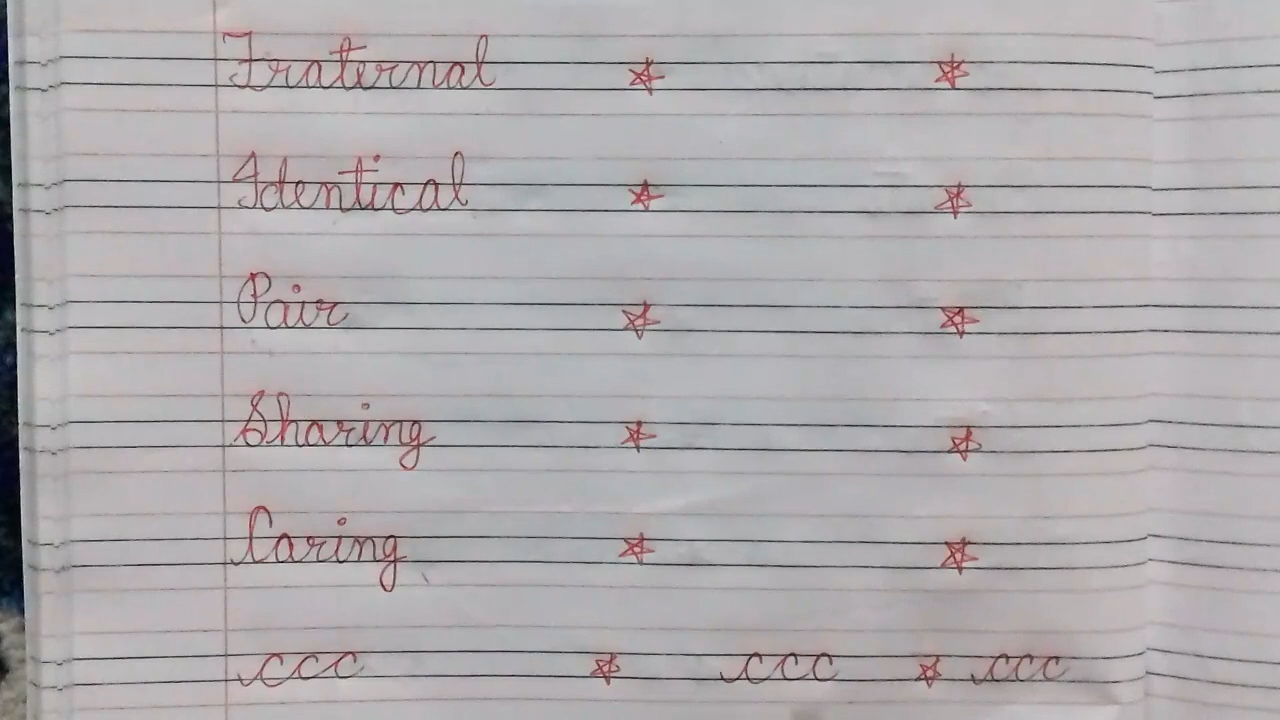 Fraternal
Identical
Pair
Sharing
Caring
ccc ccc ccc